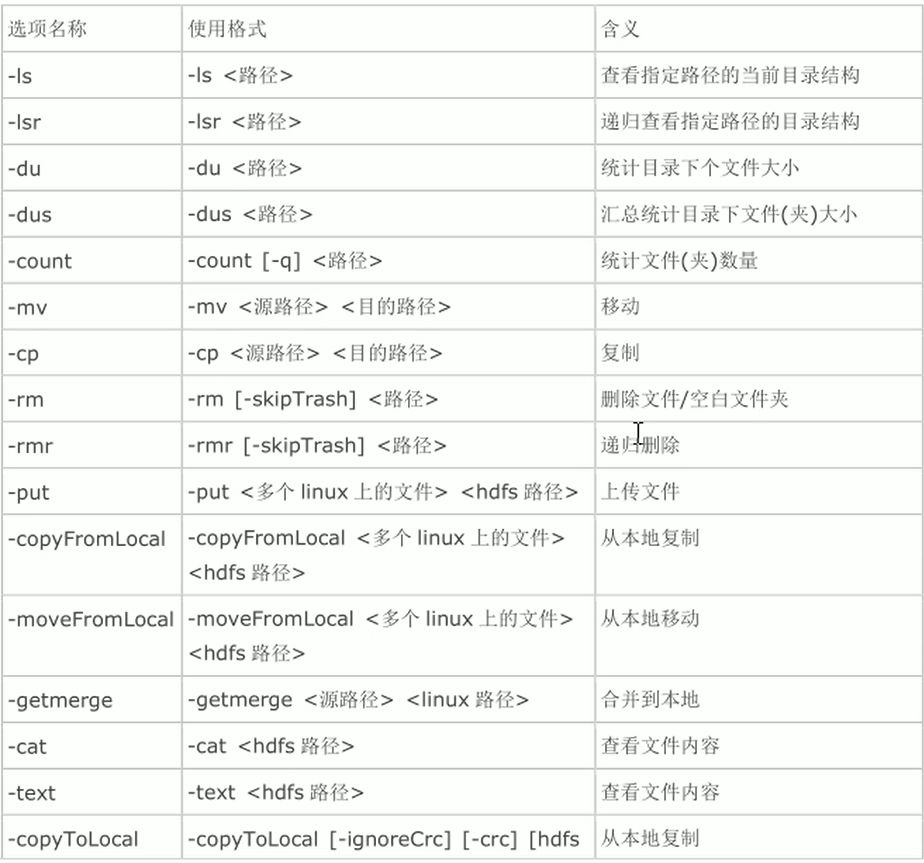 选项名称 使用格式 含义
-ls -ls <路径> 查看指定路径的当前目录结构
-lsr -lsr <路径> 递归查看指定路径的目录结构
-du -du <路径> 统计目录下个文件大小
-dus -dus <路径> 汇总统计目录下文件(夹)大小
-count -count [-q] <路径> 统计文件(夹)数量
-mv -mv <源路径> <目的路径> 移动
-cp -cp <源路径> <目的路径> 复制
-rm -rm [-skipTrash] <路径> 删除文件/空白文件夹
-rmr -rmr [-skipTrash] <路径> 递归删除
-put -put <多个 linux 上的文件> <hdfs 路径> 上传文件
-copyFromLocal -copyFromLocal <多个 linux 上的文件> 从本地复制
<hdfs 路径>
-moveFromLocal -moveFromLocal <多个 linux 上的文件> 从本地移动
<hdfs 路径>
-getmerge -getmerge <源路径> <linux 路径> 合并到本地
-cat -cat <hdfs 路径> 查看文件内容
-text -text <hdfs 路径> 查看文件内容
-copyToLocal -copyToLocal [-ignoreCrc] [-crc] [hdfs 从本地复制